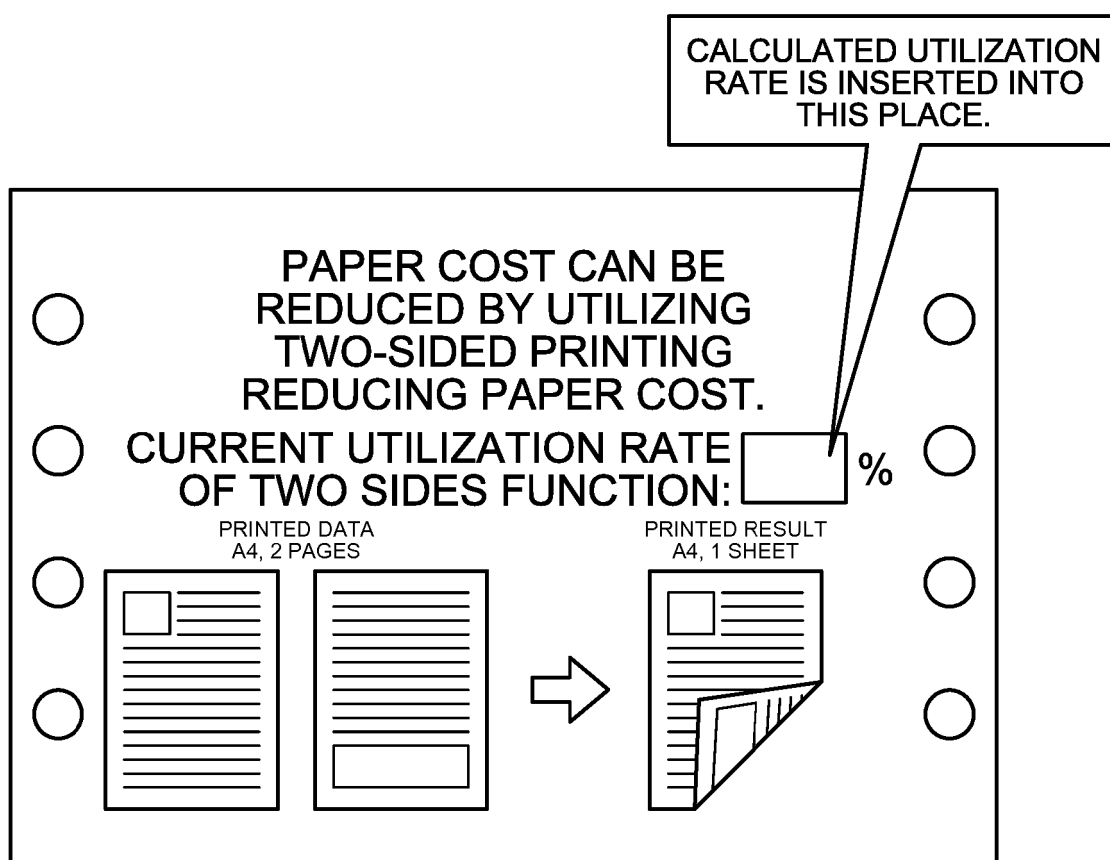 CALCULATED UTILIZATION
RATE IS INSERTED INTO
THIS PLACE.
PAPER COST CAN BE
REDUCED BY UTILIZING
TWO-SIDED PRINTING
REDUCING PAPER COST.
CURRENT UTILIZATION RATE
OF TWO SIDES FUNCTION: %
PRINTED DATA
A4, 2 PAGES
PRINTED RESULT
A4, 1 SHEET